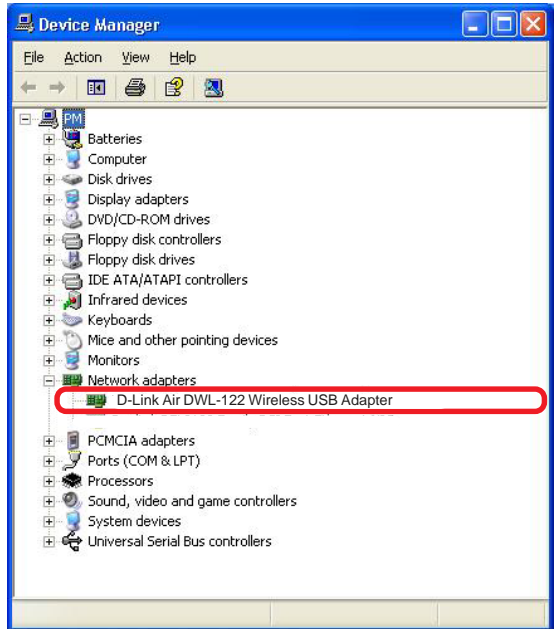 Device Manager
File Action View Help
PM
Batteries
Computer
Disk drives
Display adapters
DVD/CD-ROM drives
Floppy disk controllers
Floppy disk drives
IDE ATA/ATAPI controllers
Infrared devices
Keyboards
Mice and other pointing devices
Monitors
Network adapters
D-Link Air DWL-122 Wireless USB Adapter
PCMCIA adapters
Ports (COM & LPT)
Processors
Sound, video and game controllers
System devices
Universal Serial Bus controllers